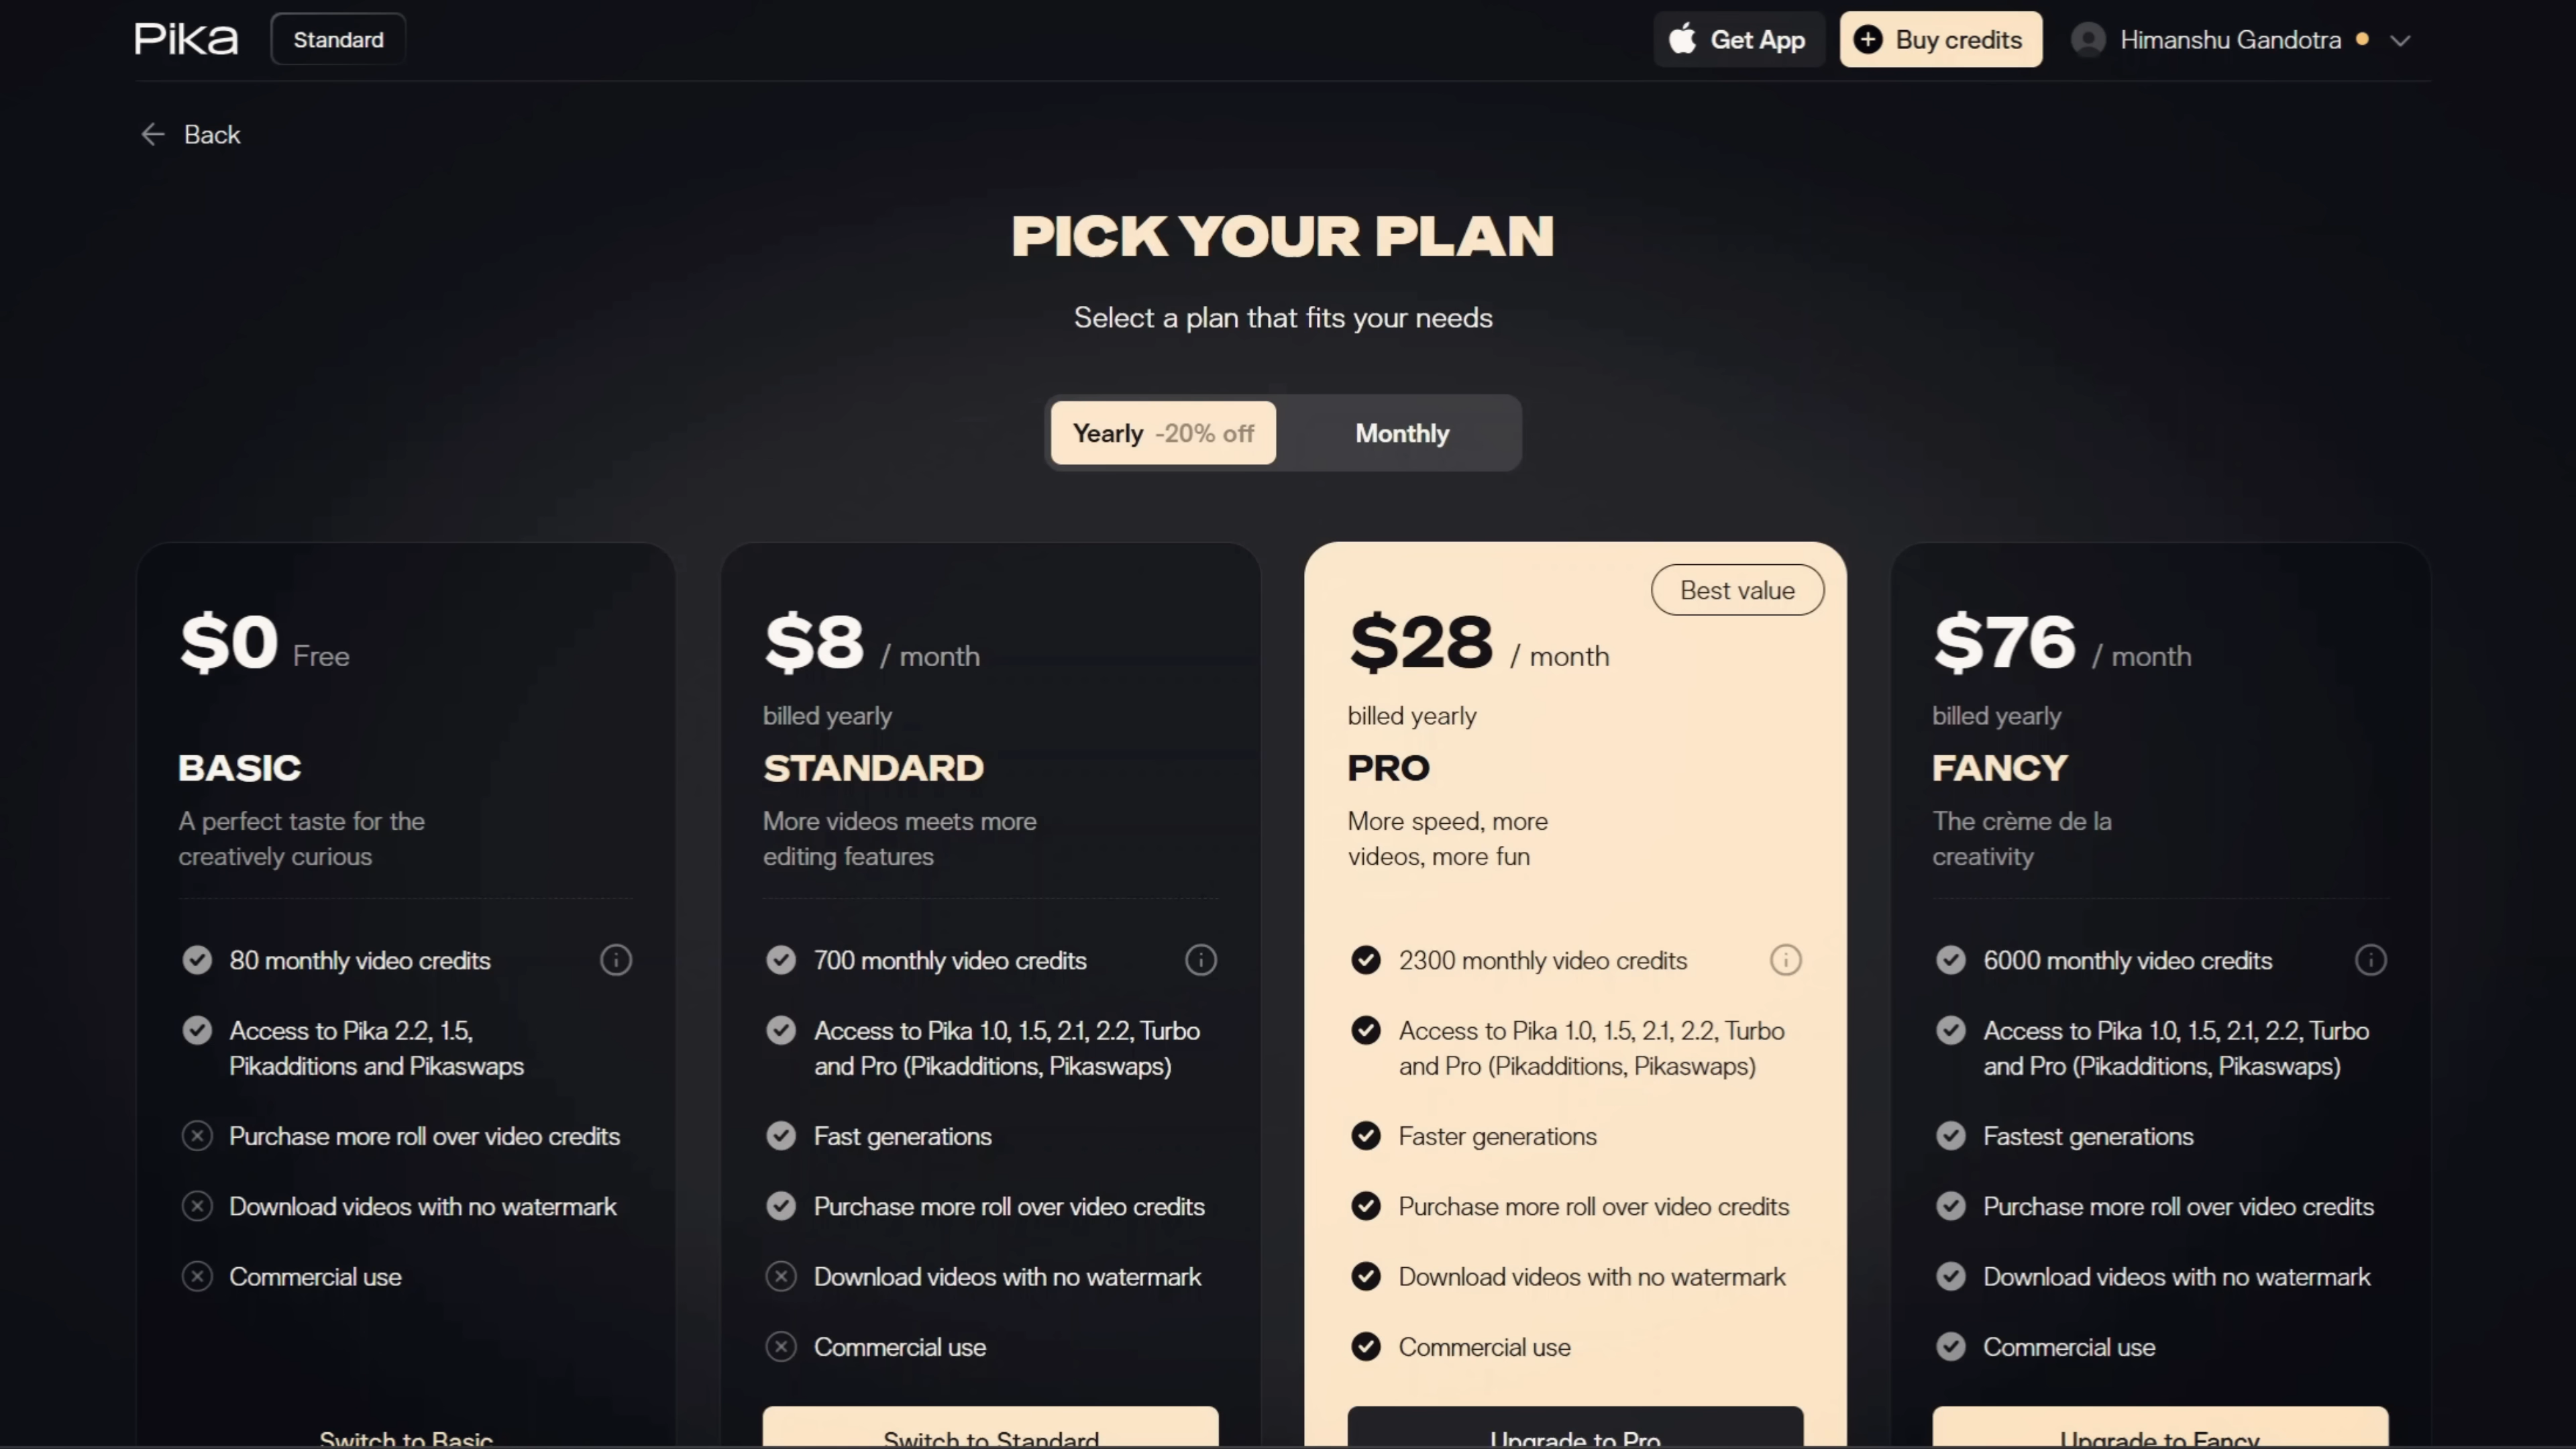 Pika
Standard
Get App
Buy credits
Himanshu Gandotra
Back
PICK YOUR PLAN
Select a plan that fits your needs
Yearly -20% off
Monthly
$0 Free
BASIC
A perfect taste for the
creatively curious
80 monthly video credits
Access to Pika 2.2, 1.5,
Pikadditions and Pikaswaps
Purchase more roll over video credits
Download videos with no watermark
Commercial use
Switch to Basic
$8 / month
billed yearly
STANDARD
More videos meets more
editing features
700 monthly video credits
Access to Pika 1.0, 1.5, 2.1, 2.2, Turbo
and Pro (Pikadditions, Pikaswaps)
Fast generations
Purchase more roll over video credits
Download videos with no watermark
Commercial use
Switch to Standard
Best value
$28 / month
billed yearly
PRO
More speed, more
videos, more fun
2300 monthly video credits
Access to Pika 1.0, 1.5, 2.1, 2.2, Turbo
and Pro (Pikadditions, Pikaswaps)
Faster generations
Purchase more roll over video credits
Download videos with no watermark
Commercial use
Upgrade to Pro
$76 / month
billed yearly
FANCY
The crème de la
creativity
6000 monthly video credits
Access to Pika 1.0, 1.5, 2.1, 2.2, Turbo
and Pro (Pikadditions, Pikaswaps)
Fastest generations
Purchase more roll over video credits
Download videos with no watermark
Commercial use
Upgrade to Fancy